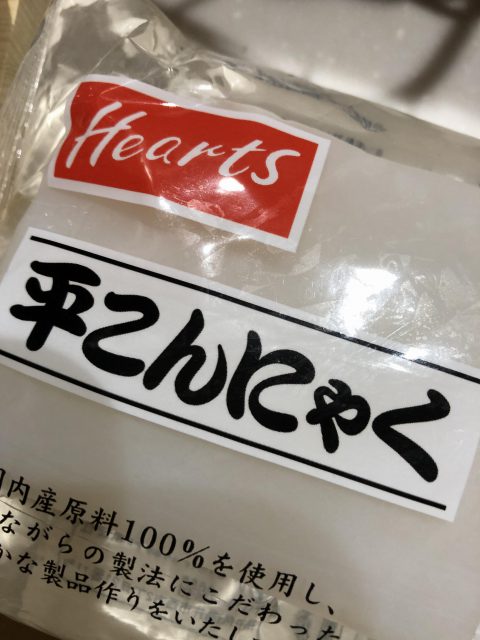 Hearts
平こんにゃく
国内産原料100%を使用し、
ながらの製法にこだわった
かな製品作りをいたし